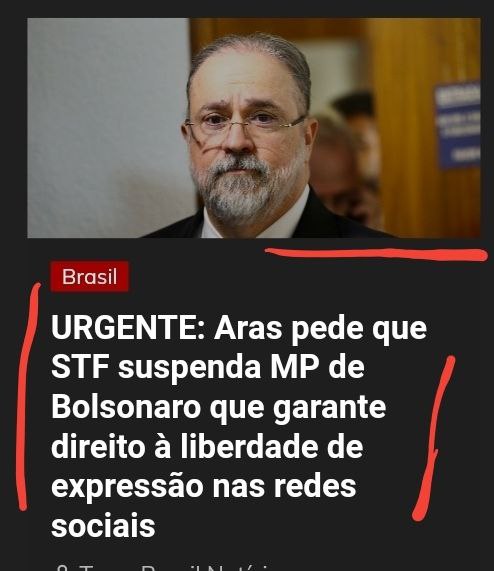 Brasil
URGENTE: Aras pede que
STF suspenda MP de
Bolsonaro que garante
direito à liberdade de
expressão nas redes
sociais